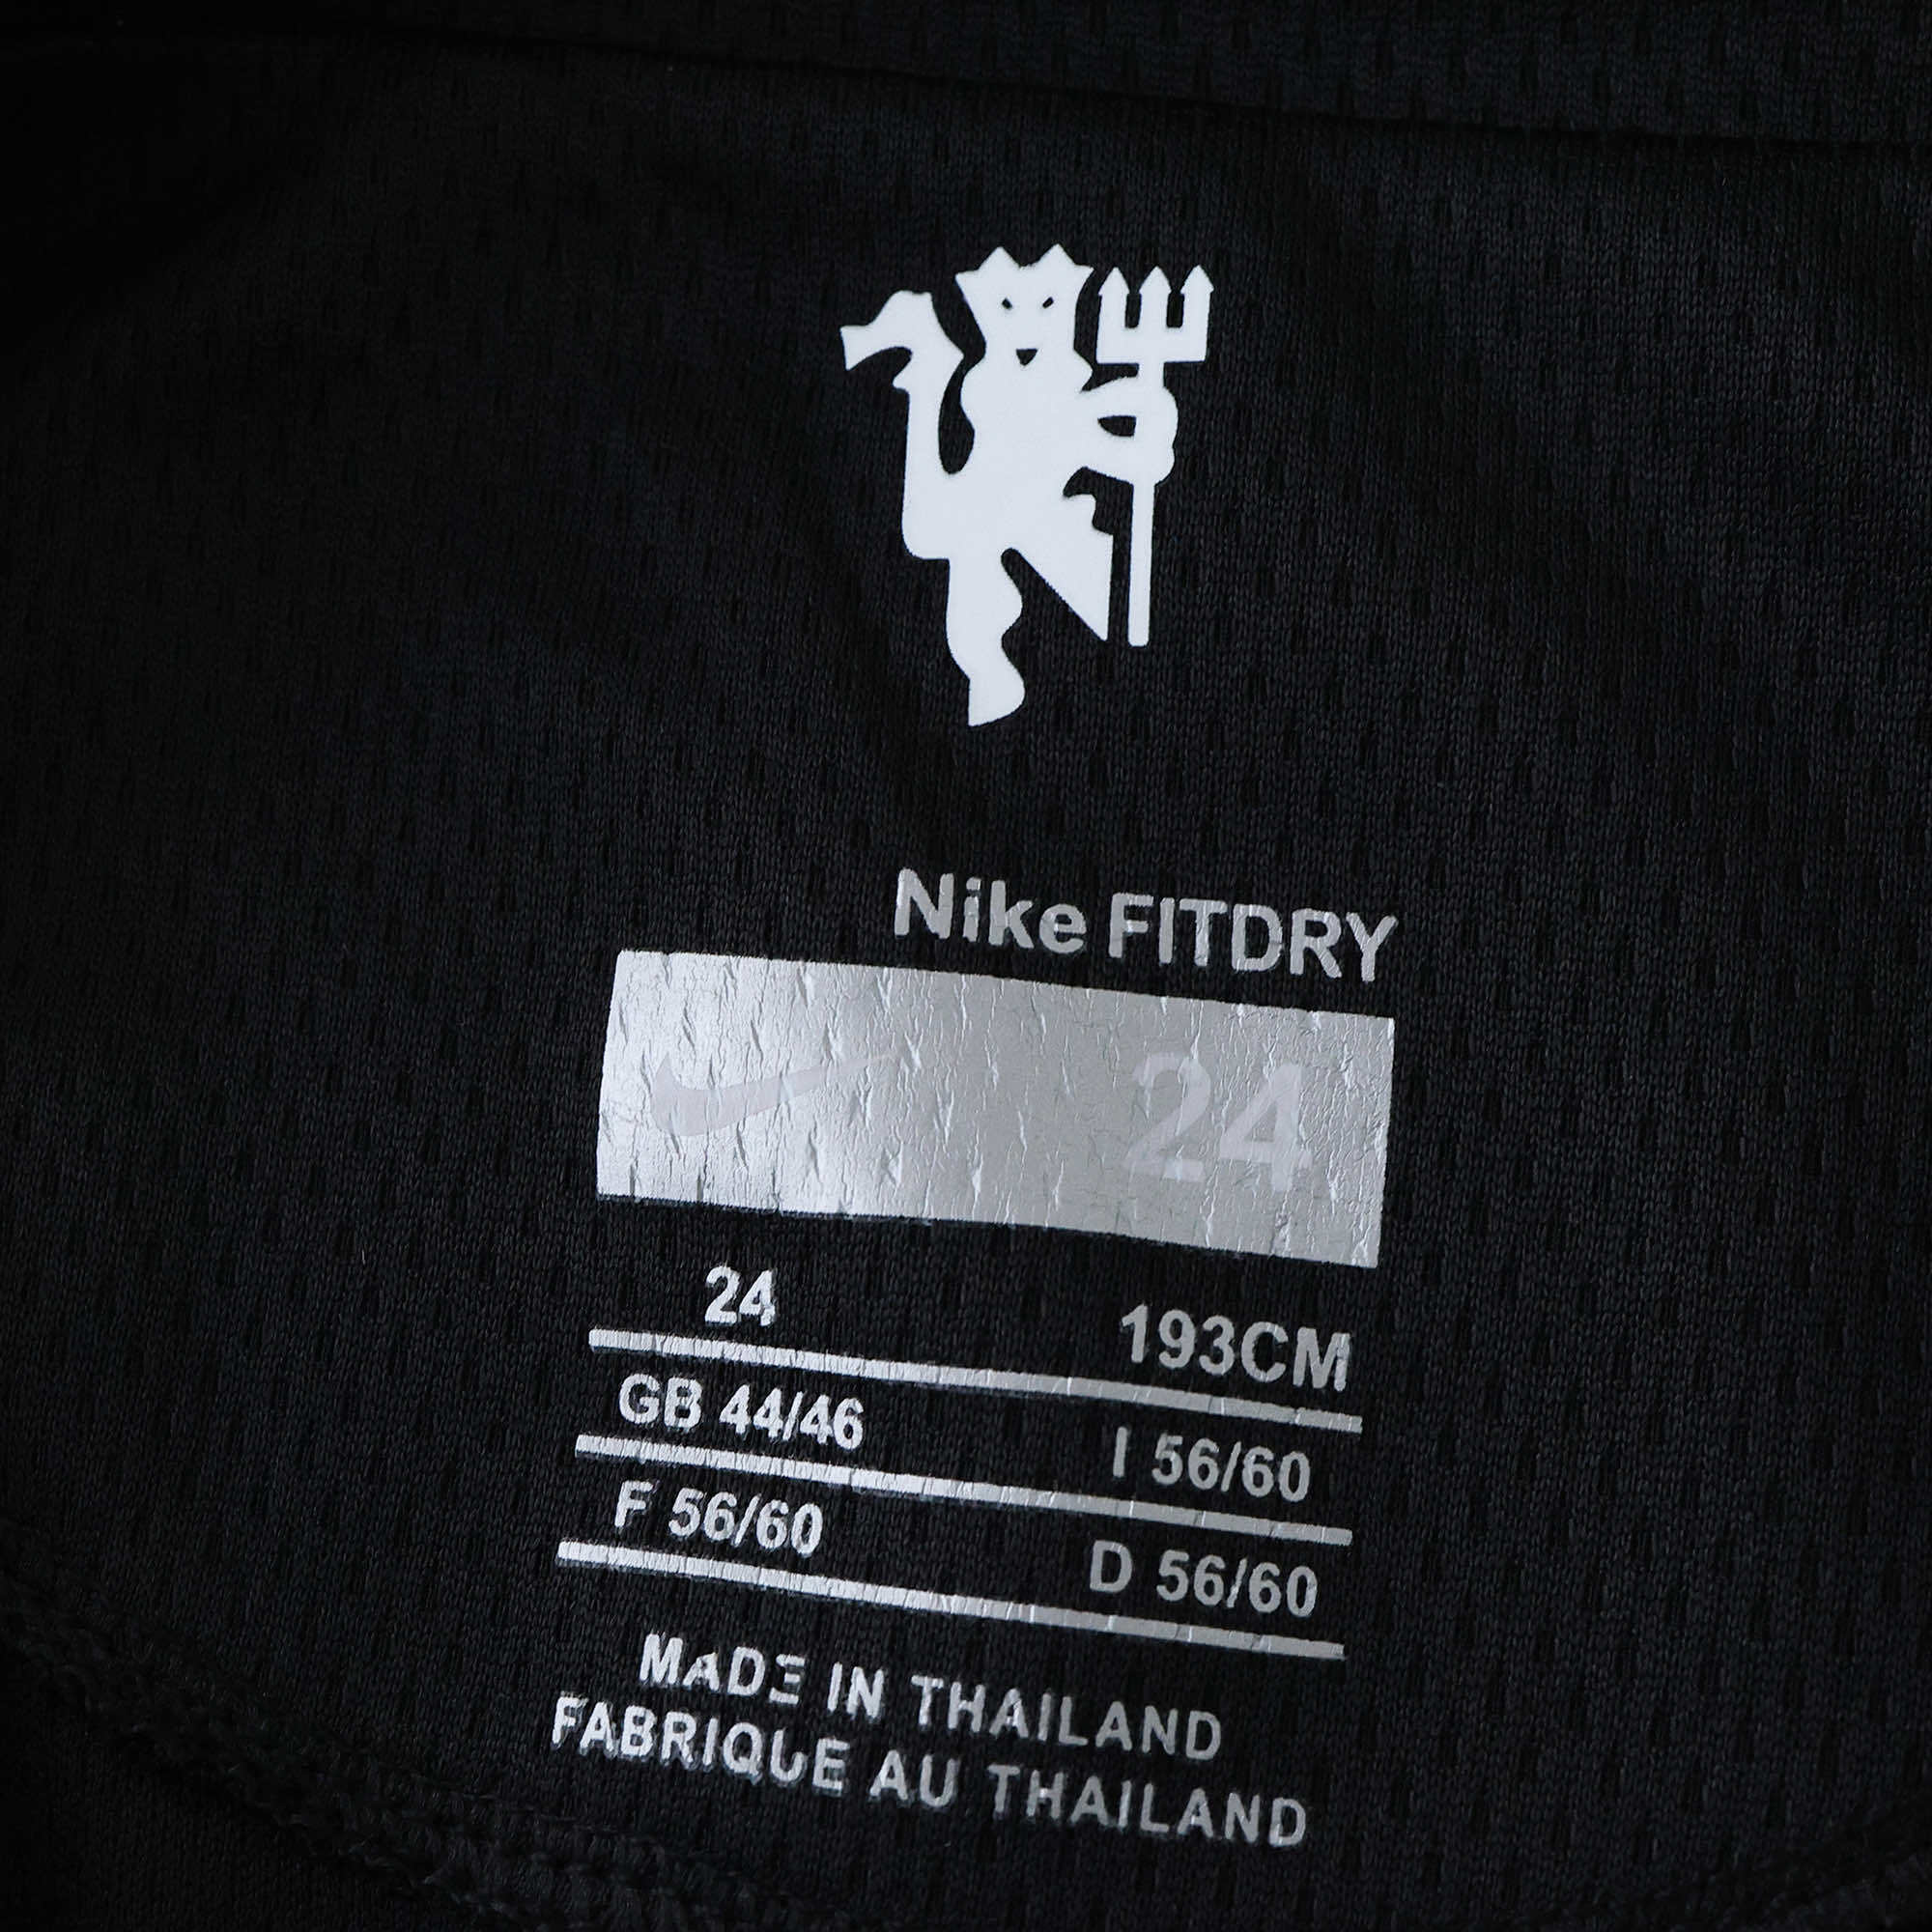 Nike FITDRY
24
24 193CM
GB 44/46 I 56/60
F 56/60 D 56/60
MADE IN THAILAND
FABRIQUE AU THAILAND